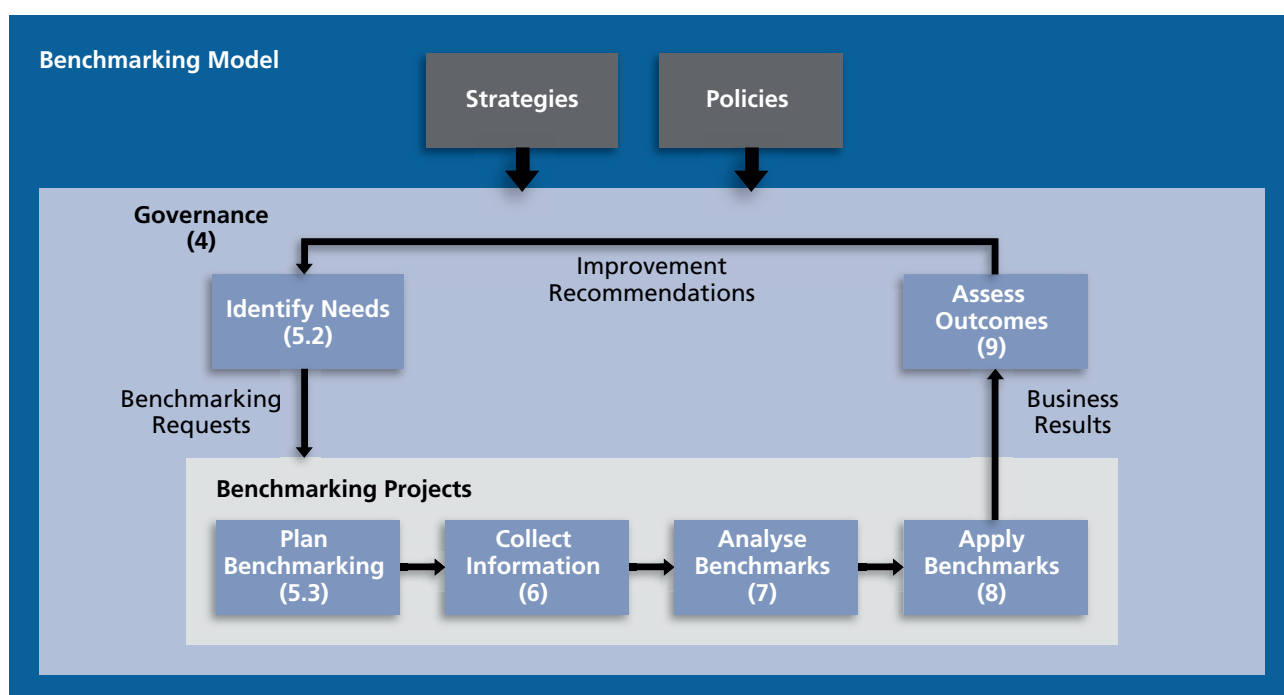 Benchmarking Model
Strategies
Policies
Governance
(4)
Improvement
Recommendations
Identify Needs
(5.2)
Assess
Outcomes
(9)
Benchmarking
Requests
Business
Results
Benchmarking Projects
Plan
Benchmarking
(5.3)
Collect
Information
(6)
Analyse
Benchmarks
(7)
Apply
Benchmarks
(8)